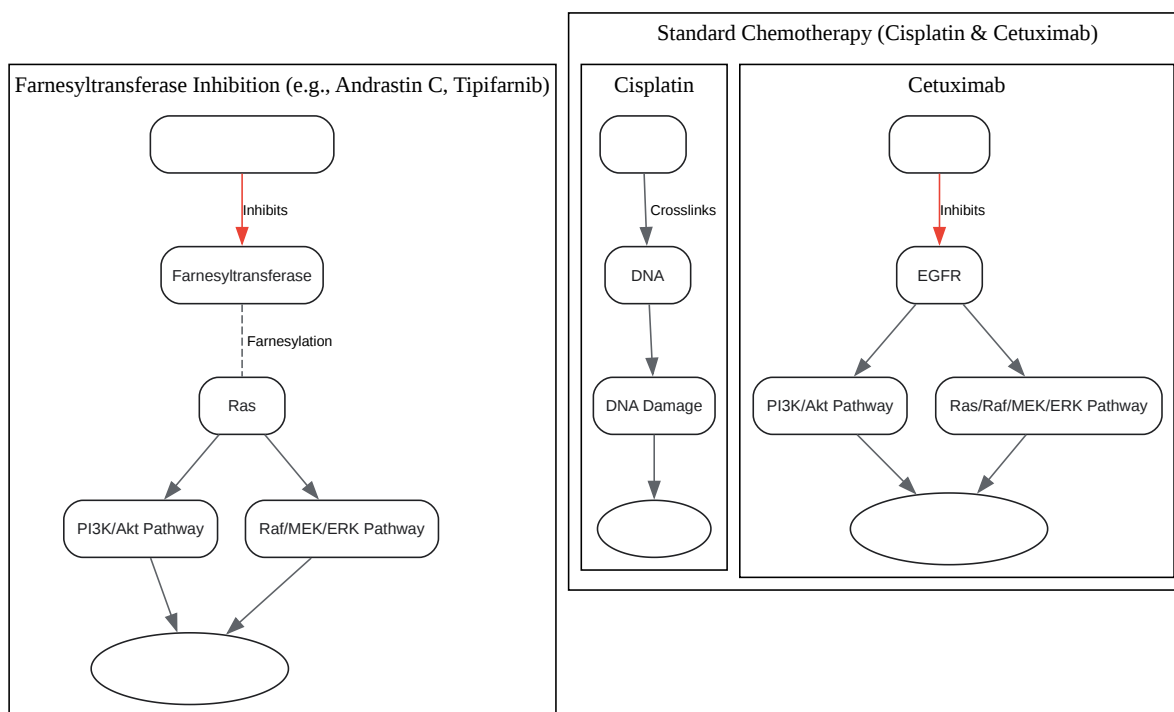 Standard Chemotherapy (Cisplatin & Cetuximab)
Farnesyltransferase Inhibition (e.g., Andrastin C, Tipifarnib)
Inhibits
Farnesyltransferase
Farnesylation
Ras
PI3K/Akt Pathway
Raf/MEK/ERK Pathway
Cisplatin
Crosslinks
DNA
DNA Damage
Cetuximab
Inhibits
EGFR
PI3K/Akt Pathway
Ras/Raf/MEK/ERK Pathway